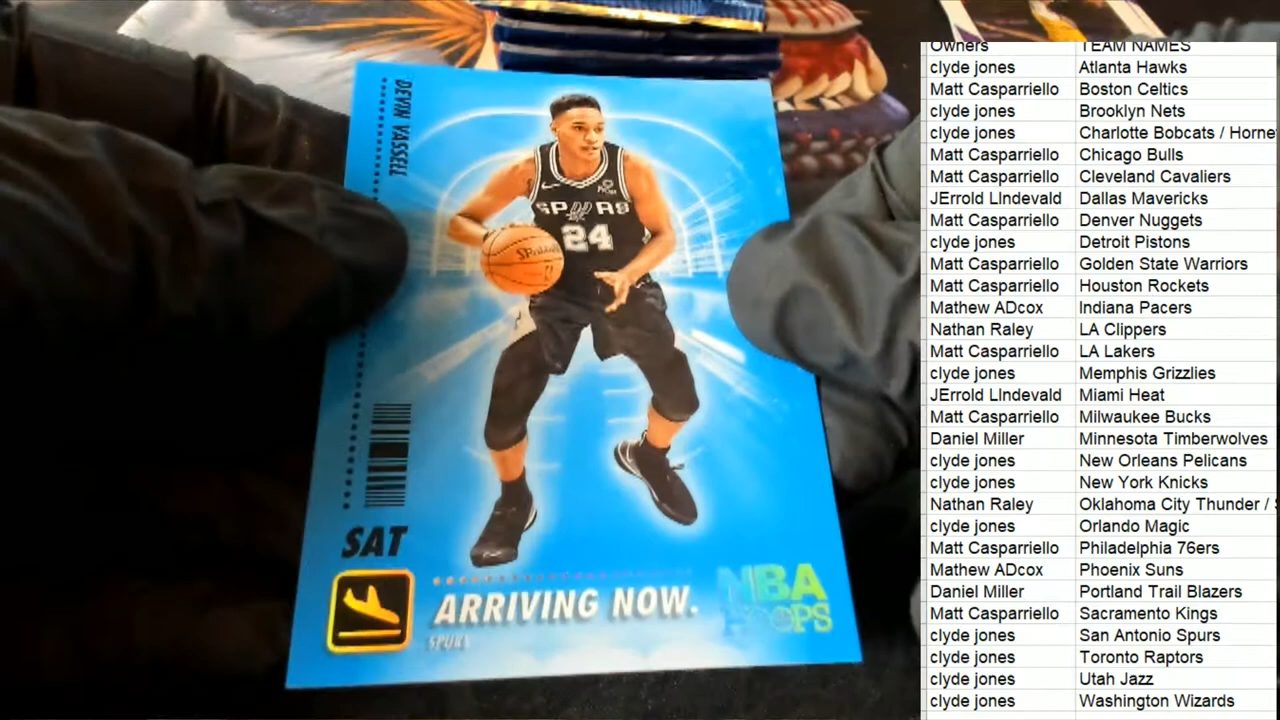 DEVIN VASSELL
SPURS
24
SPALDING
SAT
ARRIVING NOW.
SPURS
NBA
HOOPS
Owners TEAM NAMES
clyde jones Atlanta Hawks
Matt Casparriello Boston Celtics
clyde jones Brooklyn Nets
clyde jones Charlotte Bobcats / Horne
Matt Casparriello Chicago Bulls
Matt Casparriello Cleveland Cavaliers
JErrold LIndevald Dallas Mavericks
Matt Casparriello Denver Nuggets
clyde jones Detroit Pistons
Matt Casparriello Golden State Warriors
Matt Casparriello Houston Rockets
Mathew ADcox Indiana Pacers
Nathan Raley LA Clippers
Matt Casparriello LA Lakers
clyde jones Memphis Grizzlies
JErrold LIndevald Miami Heat
Matt Casparriello Milwaukee Bucks
Daniel Miller Minnesota Timberwolves
clyde jones New Orleans Pelicans
clyde jones New York Knicks
Nathan Raley Oklahoma City Thunder /
clyde jones Orlando Magic
Matt Casparriello Philadelphia 76ers
Mathew ADcox Phoenix Suns
Daniel Miller Portland Trail Blazers
Matt Casparriello Sacramento Kings
clyde jones San Antonio Spurs
clyde jones Toronto Raptors
clyde jones Utah Jazz
clyde jones Washington Wizards